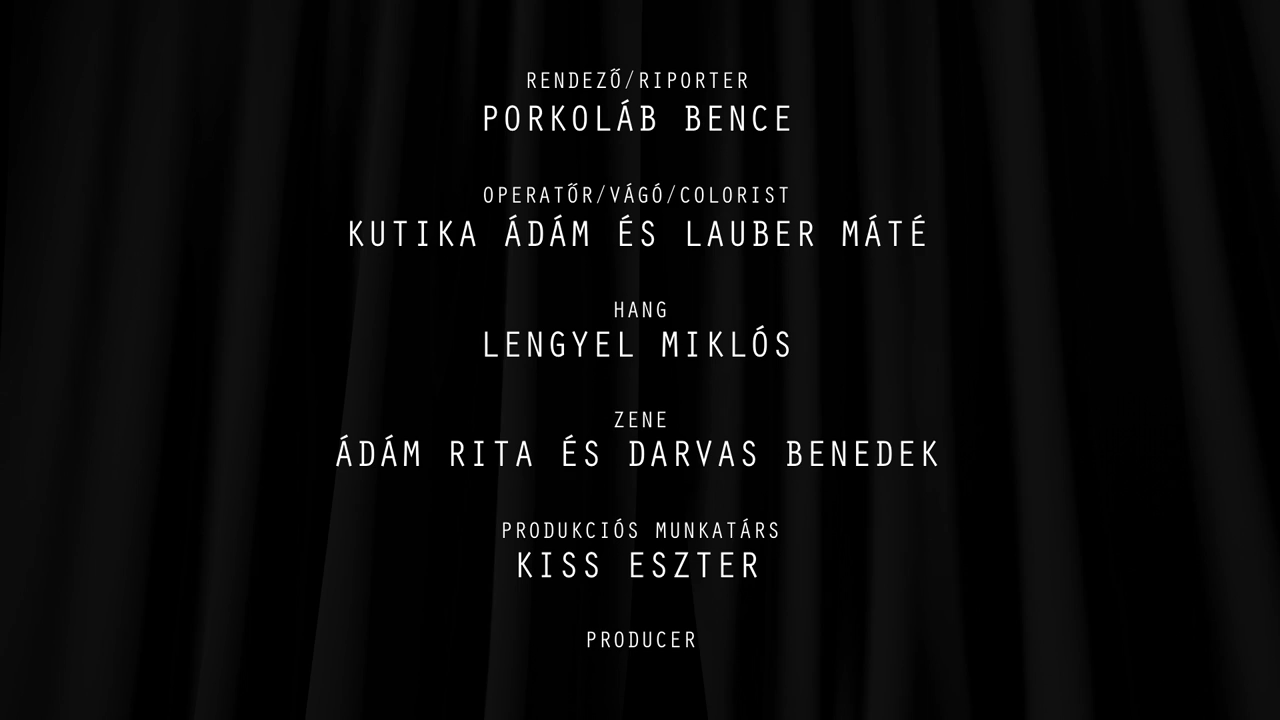 RENDEZŐ/RIPORTER
PORKOLÁB BENCE
OPERATŐR/VÁGÓ/COLORIST
KUTIKA ÁDÁM ÉS LAUBER MÁTÉ
HANG
LENGYEL MIKLÓS
ZENE
ÁDÁM RITA ÉS DARVAS BENEDEK
PRODUKCIÓS MUNKATÁRS
KISS ESZTER
PRODUCER